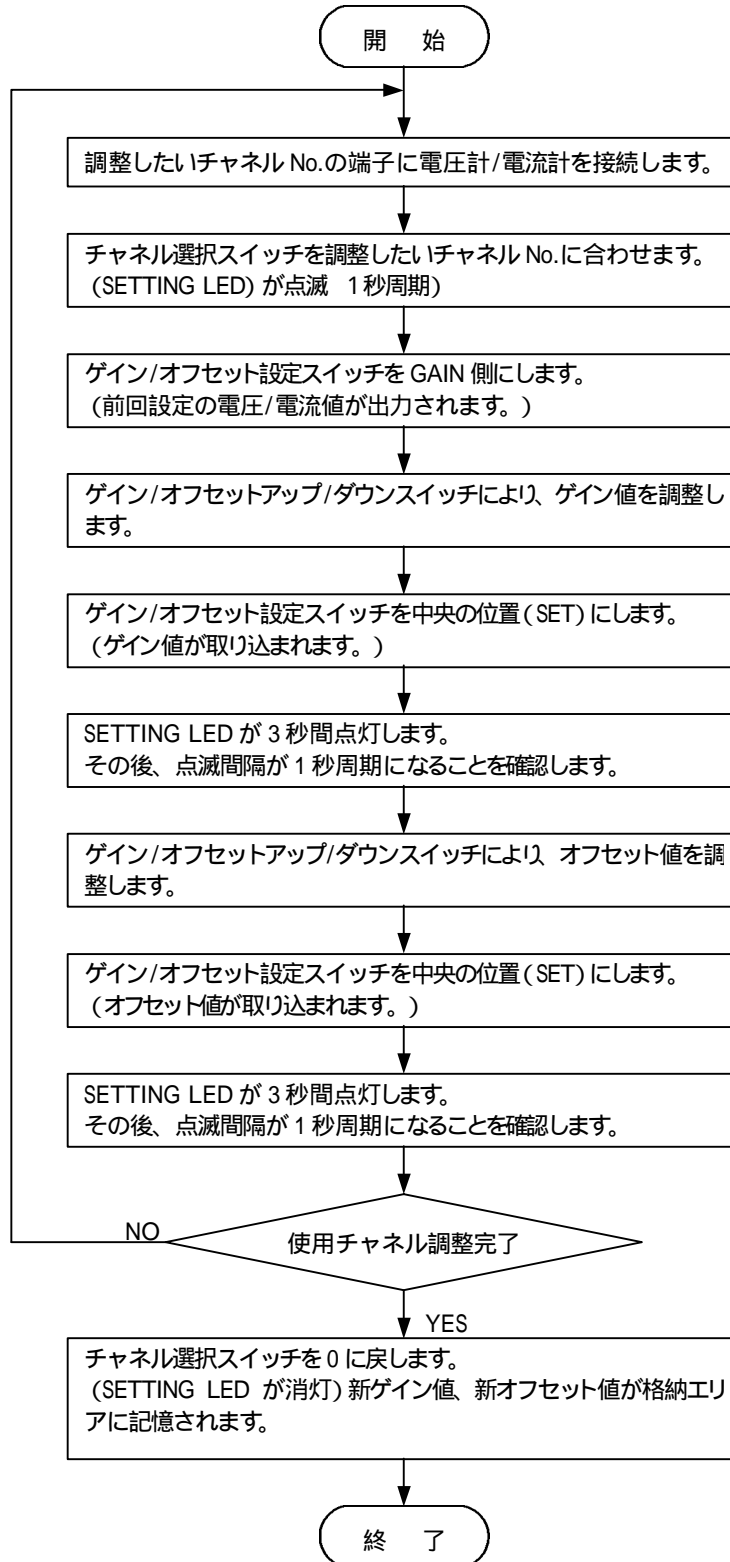 開 始
調整したいチャネル No.の端子に電圧計/電流計を接続します。
チャネル選択スイッチを調整したいチャネル No.に合わせます。
(SETTING LED) が点滅 1秒周期)
ゲイン/オフセット設定スイッチを GAIN 側にします。
(前回設定の電圧/電流値が出力されます。)
ゲイン/オフセットアップ/ダウンスイッチにより、ゲイン値を調整し
ます。
ゲイン/オフセット設定スイッチを中央の位置(SET)にします。
(ゲイン値が取り込まれます。)
SETTING LED が 3 秒間点灯します。
その後、点滅間隔が 1 秒周期になることを確認します。
ゲイン/オフセットアップ/ダウンスイッチにより、オフセット値を調
整します。
ゲイン/オフセット設定スイッチを中央の位置(SET)にします。
(オフセット値が取り込まれます。)
SETTING LED が 3 秒間点灯します。
その後、点滅間隔が 1 秒周期になることを確認します。
NO
使用チャネル調整完了
YES
チャネル選択スイッチを 0 に戻します。
(SETTING LED が消灯) 新ゲイン値、新オフセット値が格納エリ
アに記憶されます。
終 了